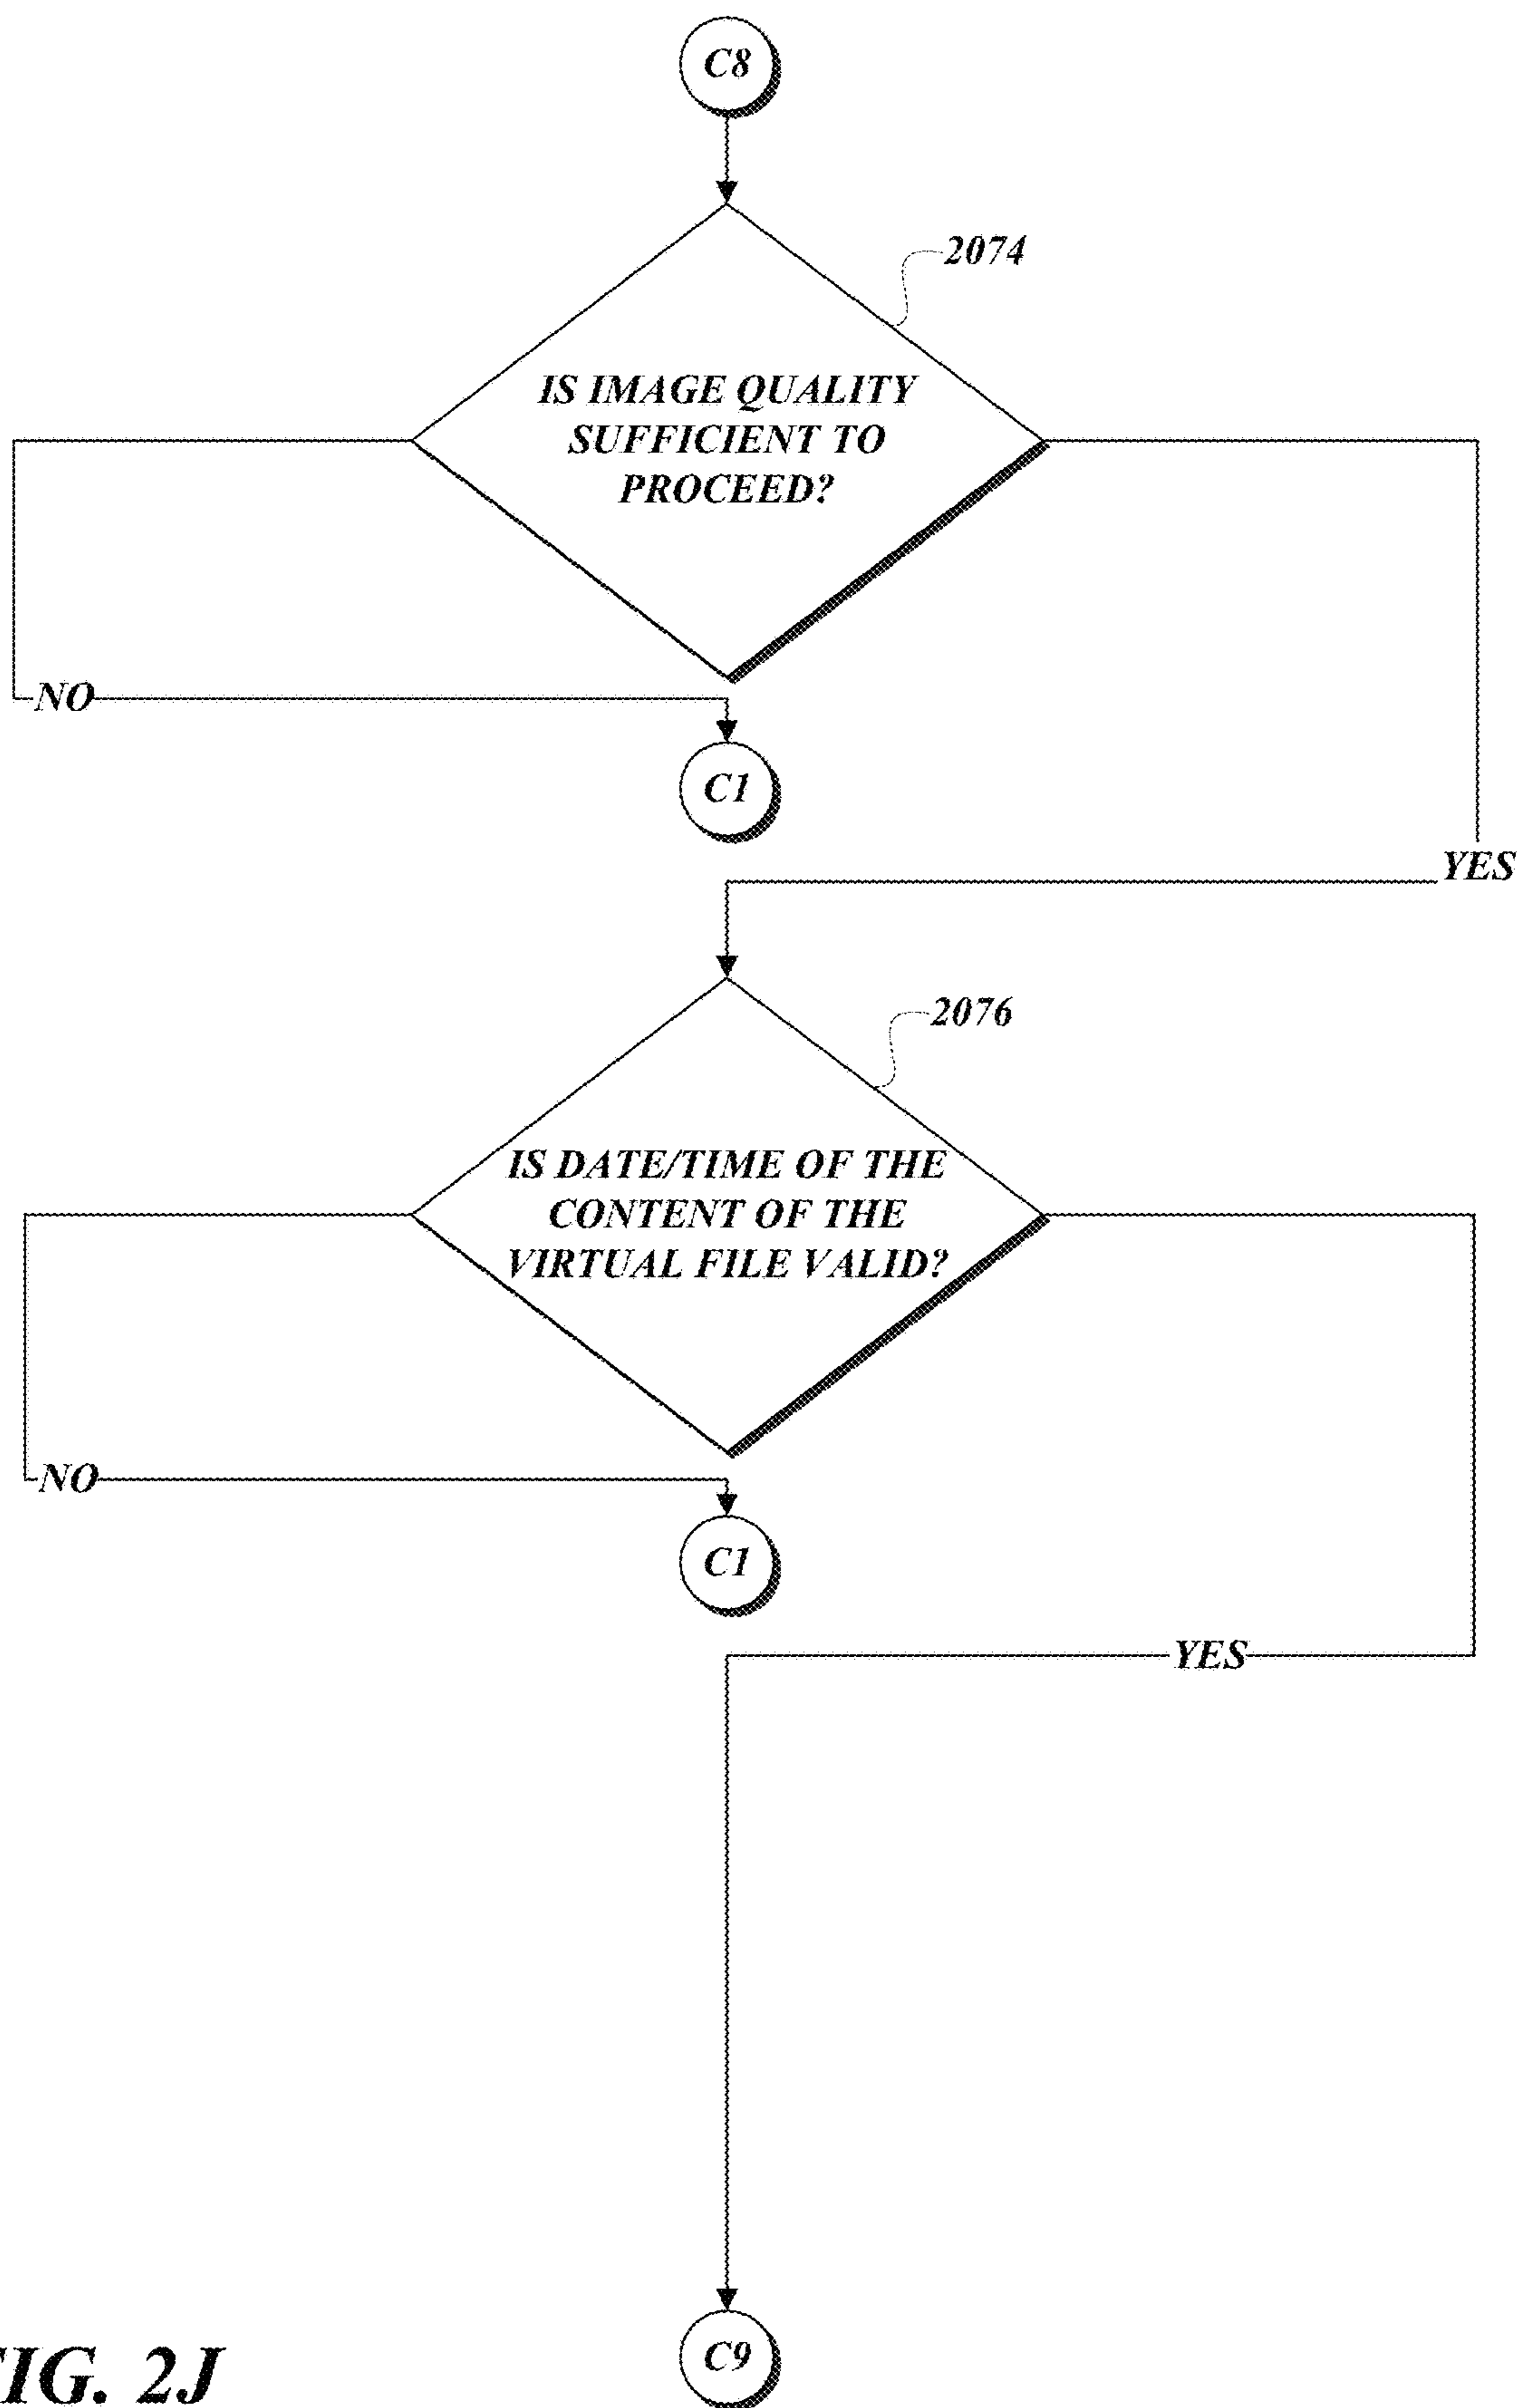 C8
2074
IS IMAGE QUALITY
SUFFICIENT TO
PROCEED?
NO
C1
YES
2076
IS DATE/TIME OF THE
CONTENT OF THE
VIRTUAL FILE VALID?
NO
C1
YES
C9
IG. 2J